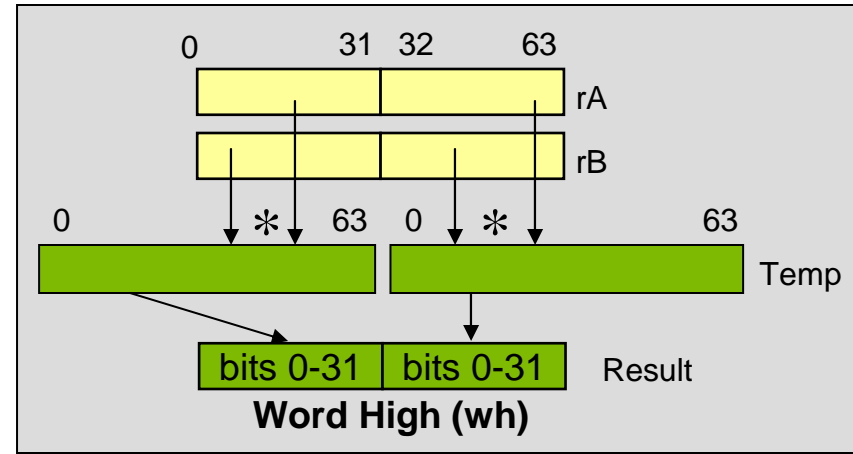 0 31 32 63
rA
rB
0 * 63 0 * 63
Temp
bits 0-31 bits 0-31 Result
Word High (wh)